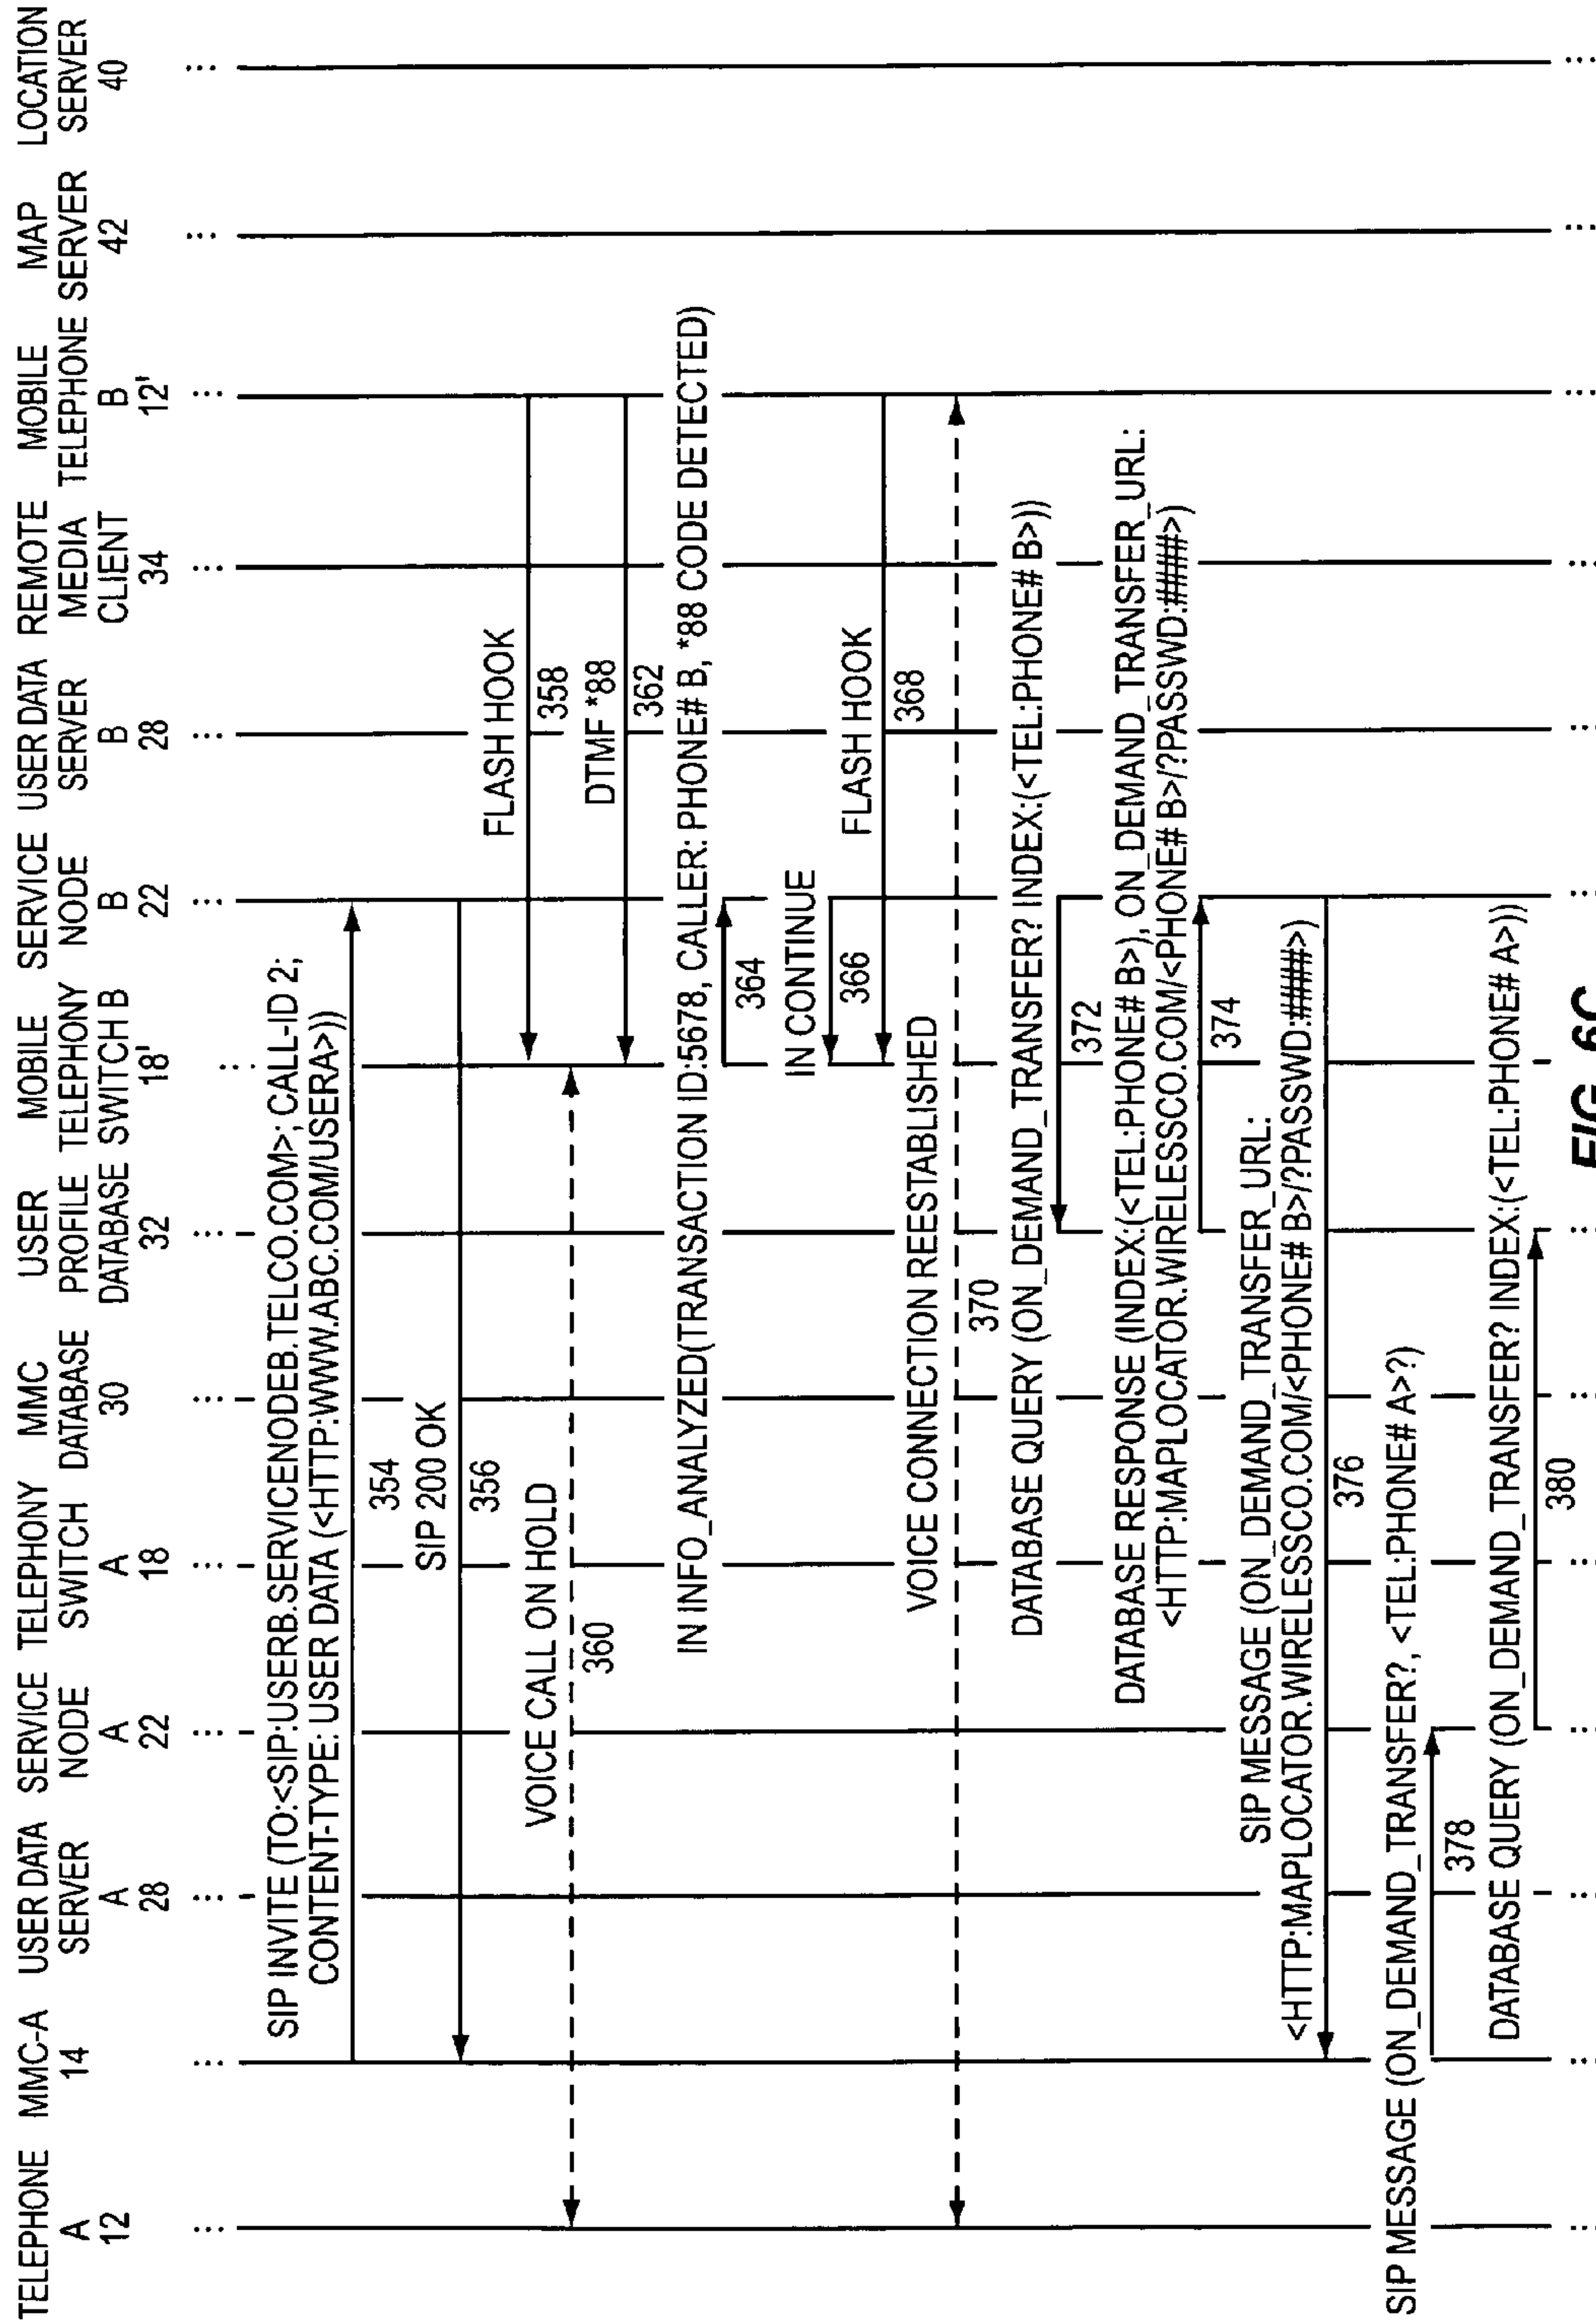 TELEPHONE
A
12
MMC-A
14
USER DATA
SERVER
A
28
SERVICE
NODE
A
22
TELEPHONY
SWITCH
A
18
MMC
DATABASE
30
USER
PROFILE
DATABASE
32
MOBILE
TELEPHONY
SWITCH B
18'
SERVICE
NODE
B
22
USER DATA
SERVER
B
28
REMOTE
MEDIA
CLIENT
34
MOBILE
TELEPHONE
B
12'
MAP
SERVER
42
LOCATION
SERVER
40
SIP INVITE (TO:<SIP:USERB.SERVICENODEB.TELCO.COM>; CALL-ID 2;
CONTENT-TYPE: USER DATA (<HTTP:WWW.ABC.COM/USERA>))
354
SIP 200 OK
356
FLASH HOOK
358
VOICE CALL ON HOLD
360
DTMF *88
362
IN INFO_ANALYZED(TRANSACTION ID:5678, CALLER: PHONE# B, *88 CODE DETECTED)
364
IN CONTINUE
366
FLASH HOOK
368
VOICE CONNECTION REESTABLISHED
370
DATABASE QUERY (ON_DEMAND_TRANSFER? INDEX:(<TEL:PHONE# B>))
372
DATABASE RESPONSE (INDEX:(<TEL:PHONE# B>), ON_DEMAND_TRANSFER_URL:
<HTTP:MAPLOCATOR.WIRELESSCO.COM/<PHONE# B>/?PASSWD:####>)
374
SIP MESSAGE (ON_DEMAND_TRANSFER_URL:
<HTTP:MAPLOCATOR.WIRELESSCO.COM/<PHONE# B>/?PASSWD:####>)
376
SIP MESSAGE (ON_DEMAND_TRANSFER?, <TEL:PHONE# A>?)
378
DATABASE QUERY (ON_DEMAND_TRANSFER? INDEX:(<TEL:PHONE# A>))
380
FIG. 6C